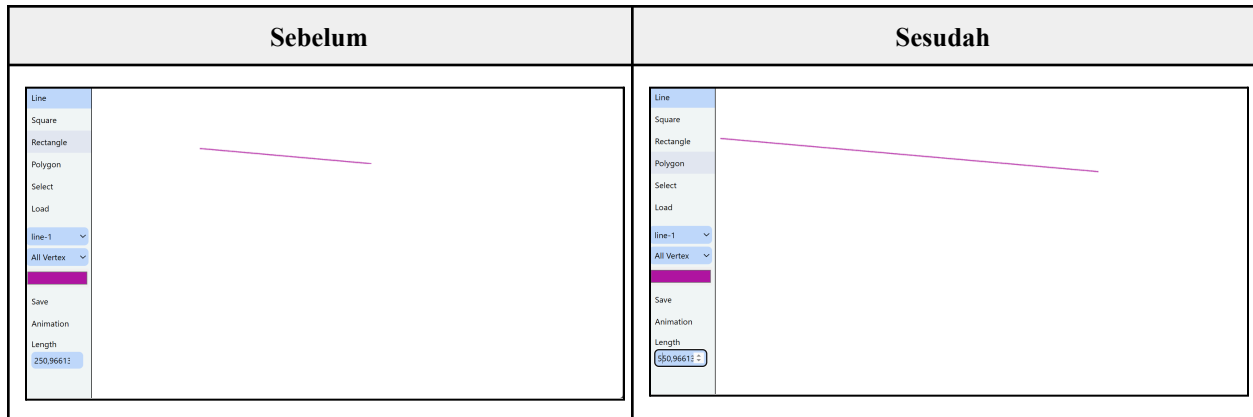 Sebelum
Sesudah
Line
Square
Rectangle
Polygon
Select
Load
line-1
All Vertex
Save
Animation
Length
250,96613
Line
Square
Rectangle
Polygon
Select
Load
line-1
All Vertex
Save
Animation
Length
550,96613